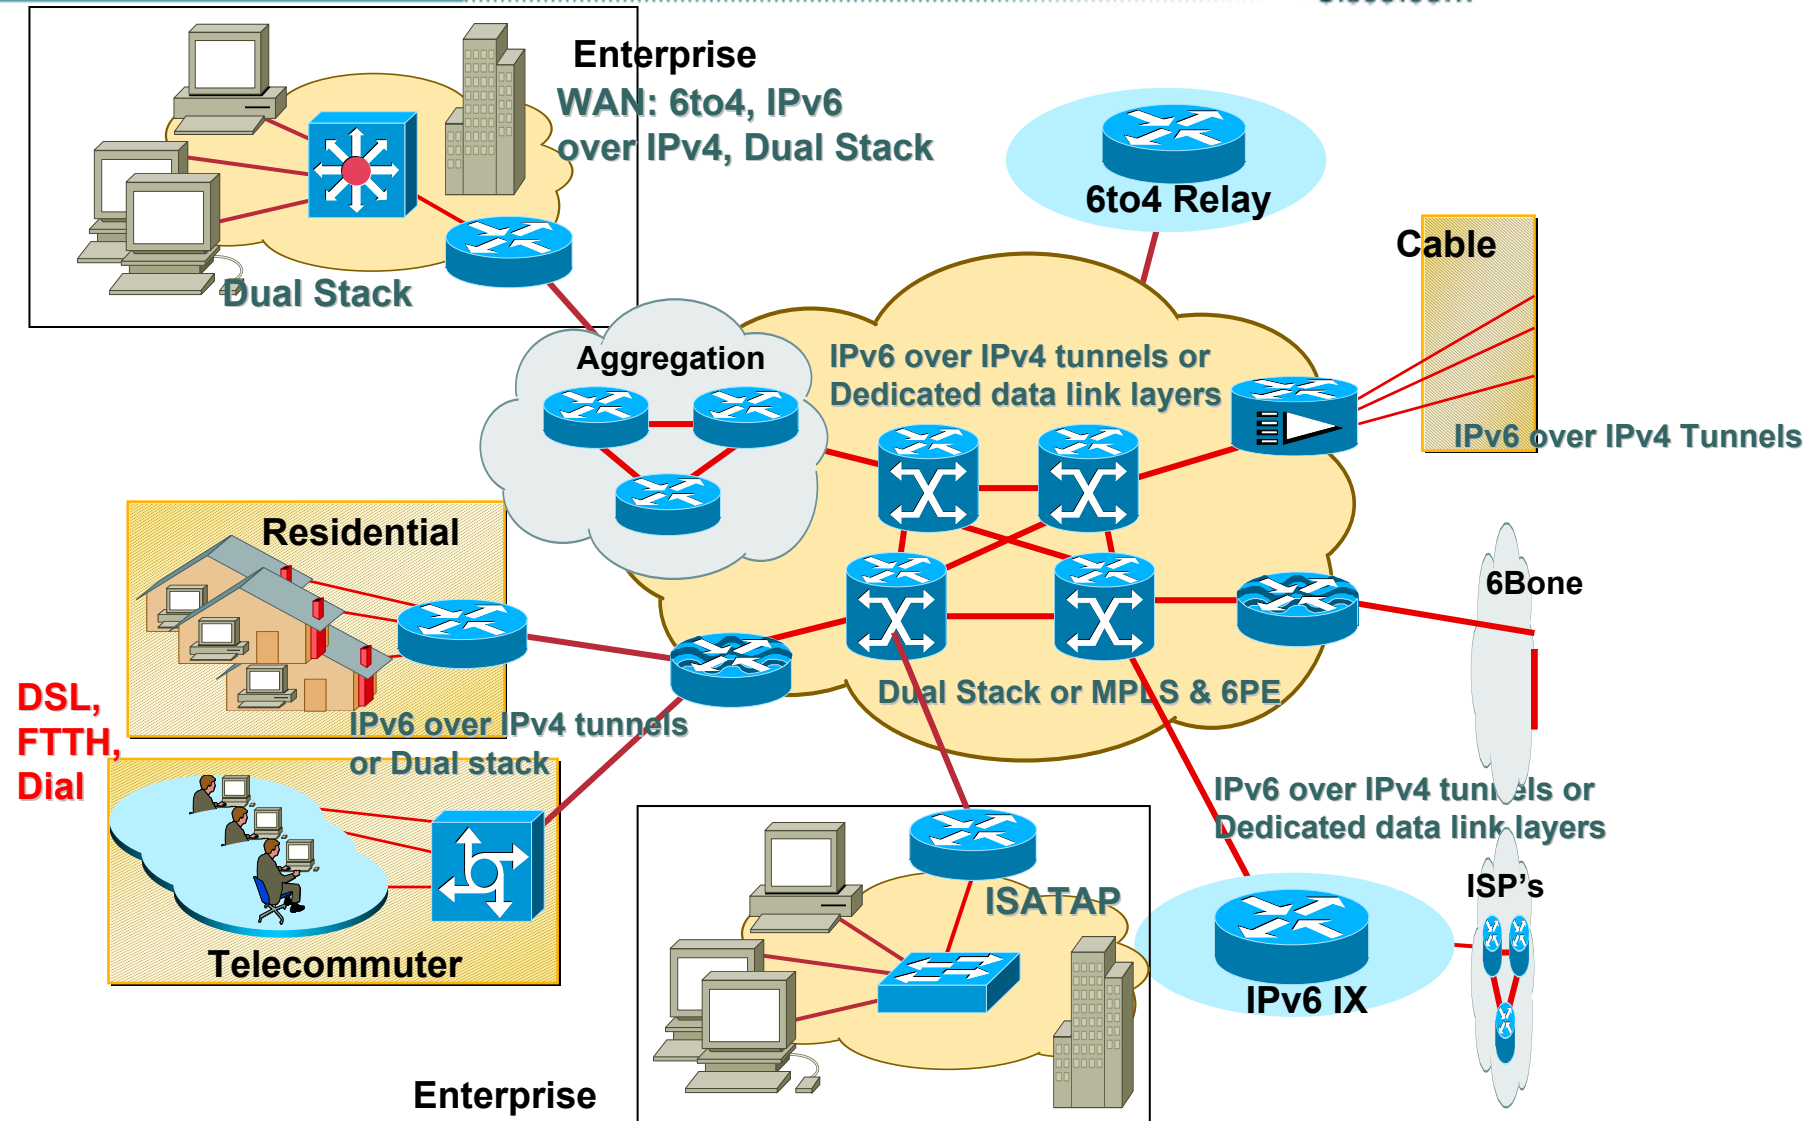 Enterprise
WAN: 6to4, IPv6
over IPv4, Dual Stack
Dual Stack
6to4 Relay
Cable
Aggregation
IPv6 over IPv4 tunnels or
Dedicated data link layers
IPv6 over IPv4 Tunnels
Residential
6Bone
DSL,
FTTH,
Dial
IPv6 over IPv4 tunnels
or Dual stack
Dual Stack or MPLS & 6PE
IPv6 over IPv4 tunnels or
Dedicated data link layers
Telecommuter
ISATAP
ISP’s
IPv6 IX
Enterprise